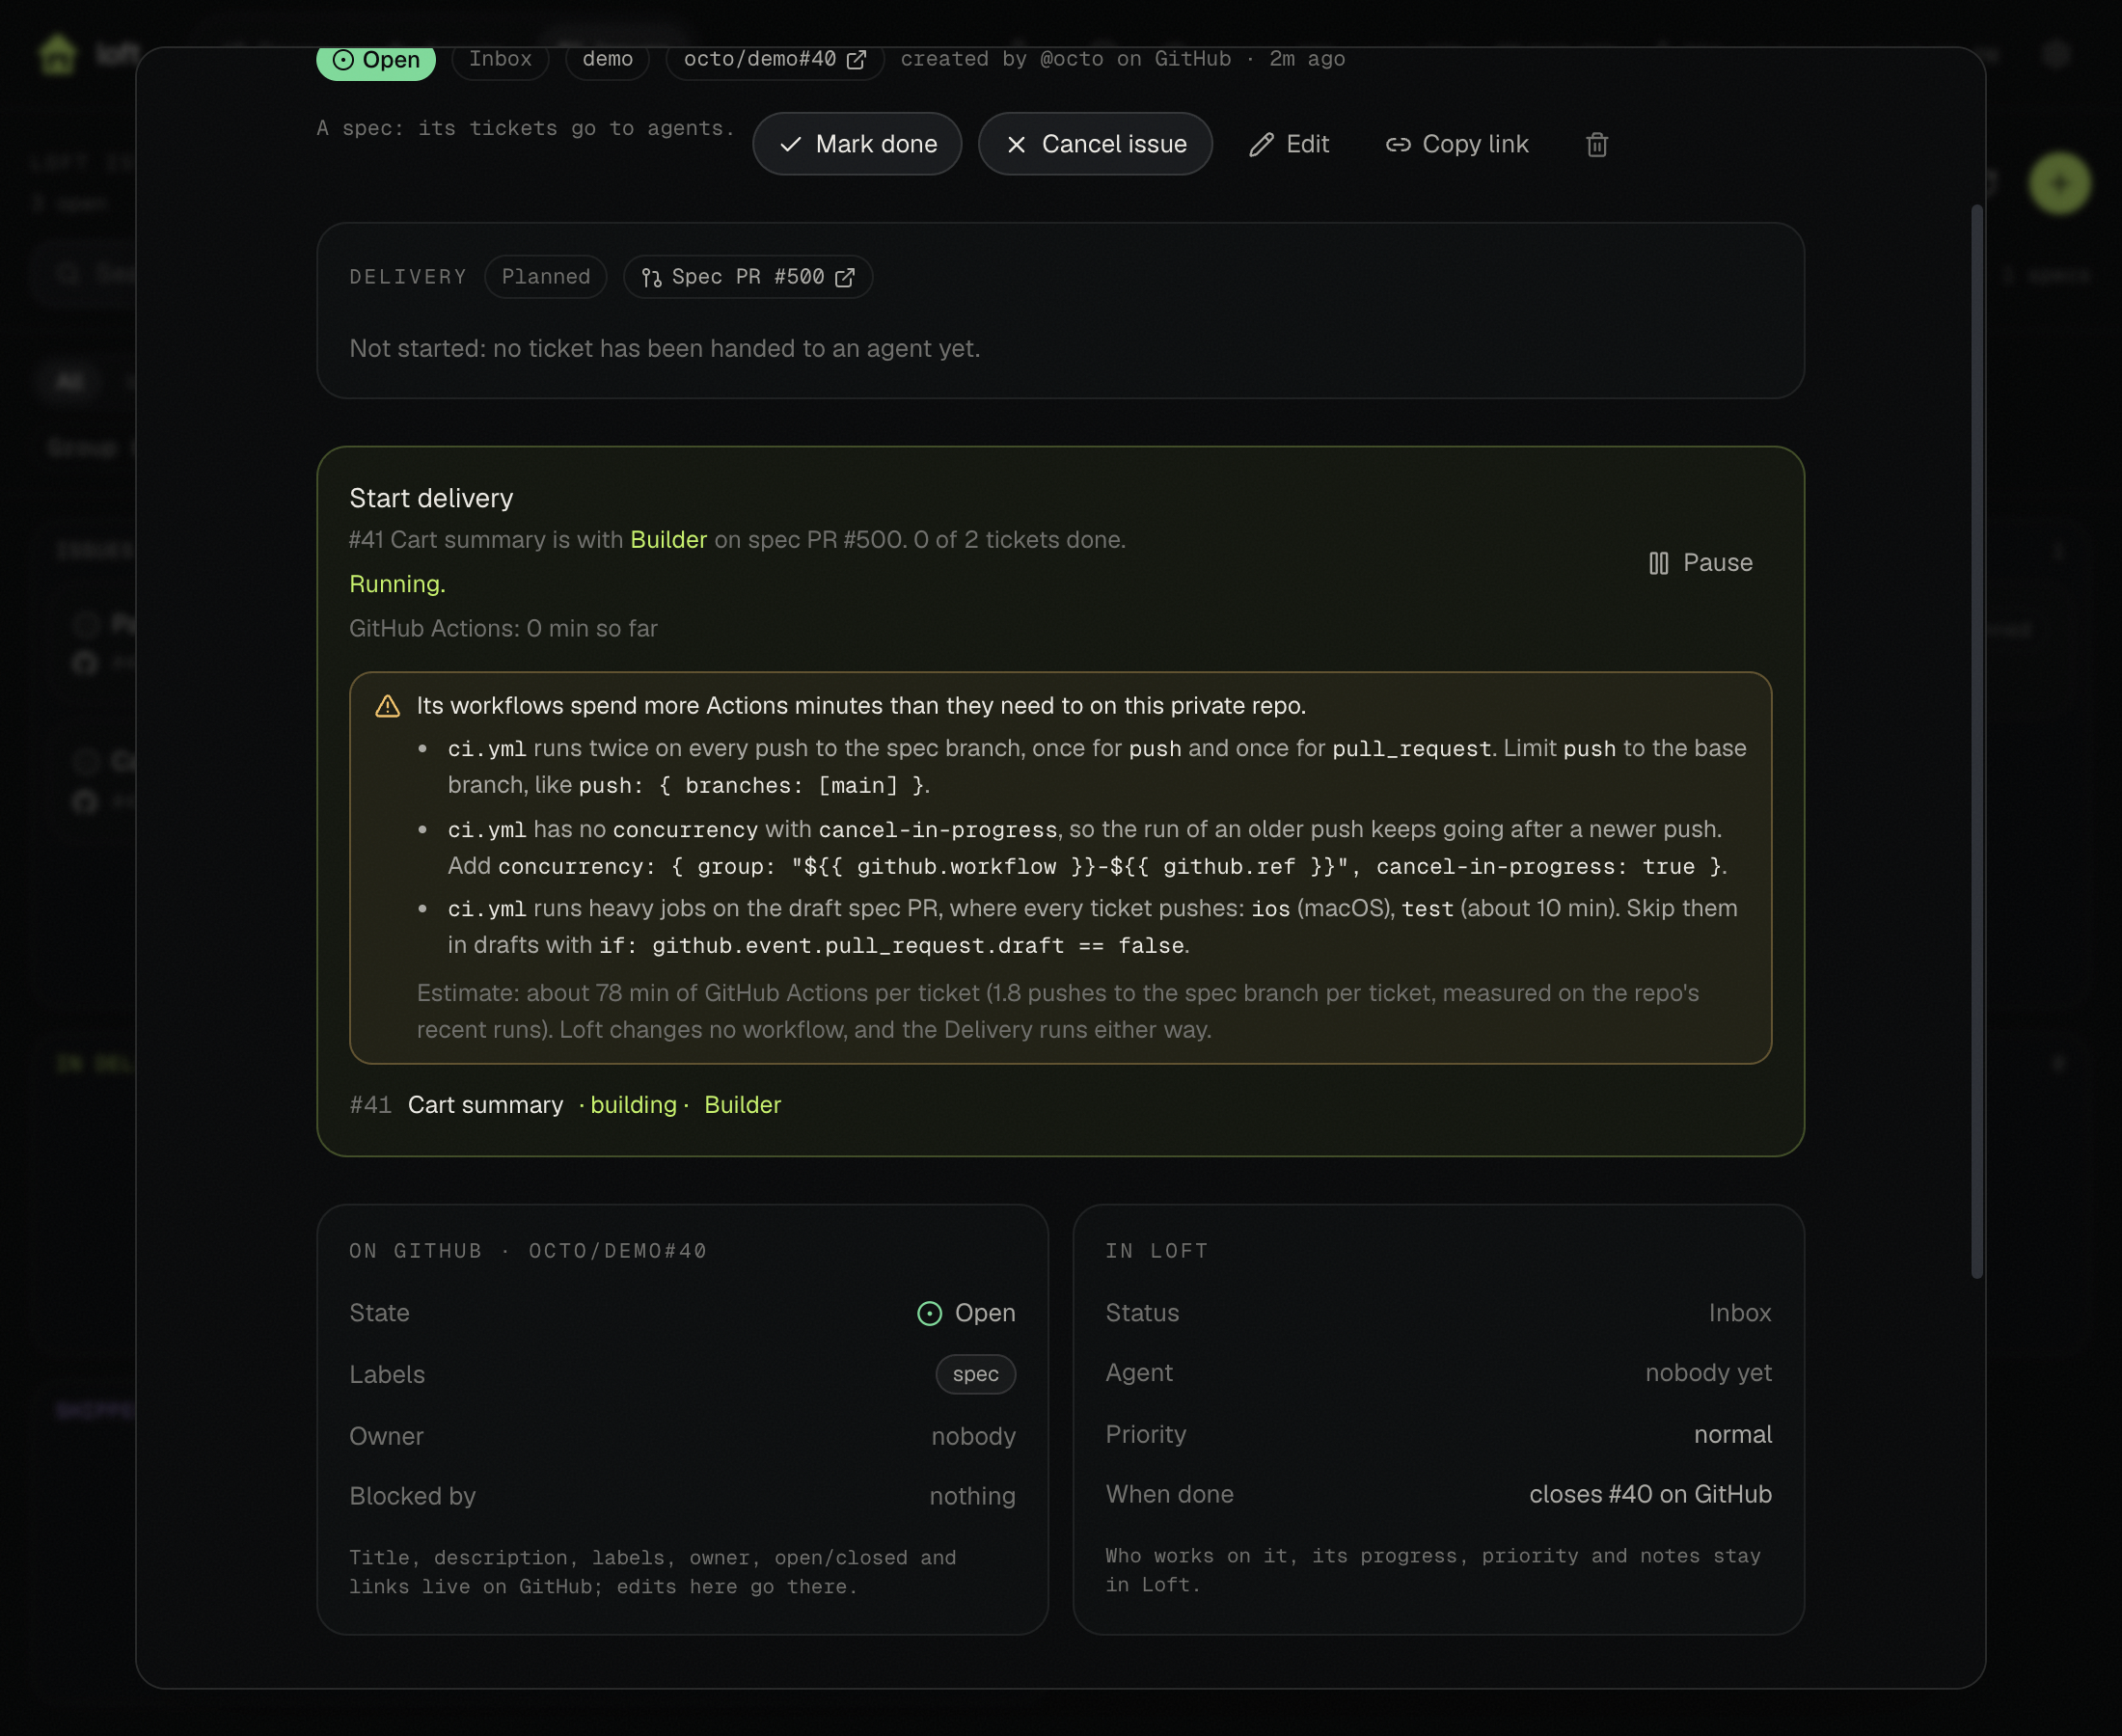 loft
Open Inbox demo octo/demo#40 created by @octo on GitHub · 2m ago
A spec: its tickets go to agents. Mark done Cancel issue Edit Copy link
DELIVERY Planned Spec PR #500
Not started: no ticket has been handed to an agent yet.
Start delivery
#41 Cart summary is with Builder on spec PR #500. 0 of 2 tickets done.
Pause
Running.
GitHub Actions: 0 min so far
Its workflows spend more Actions minutes than they need to on this private repo.
• ci.yml runs twice on every push to the spec branch, once for push and once for pull_request. Limit push to the base
branch, like push: { branches: [main] }.
• ci.yml has no concurrency with cancel-in-progress, so the run of an older push keeps going after a newer push.
Add concurrency: { group: "${{ github.workflow }}-${{ github.ref }}", cancel-in-progress: true }.
• ci.yml runs heavy jobs on the draft spec PR, where every ticket pushes: ios (macOS), test (about 10 min). Skip them
in drafts with if: github.event.pull_request.draft == false.
Estimate: about 78 min of GitHub Actions per ticket (1.8 pushes to the spec branch per ticket, measured on the repo's
recent runs). Loft changes no workflow, and the Delivery runs either way.
#41 Cart summary · building · Builder
ON GITHUB · OCTO/DEMO#40
State Open
Labels spec
Owner nobody
Blocked by nothing
Title, description, labels, owner, open/closed and
links live on GitHub; edits here go there.
IN LOFT
Status Inbox
Agent nobody yet
Priority normal
When done closes #40 on GitHub
Who works on it, its progress, priority and notes stay
in Loft.